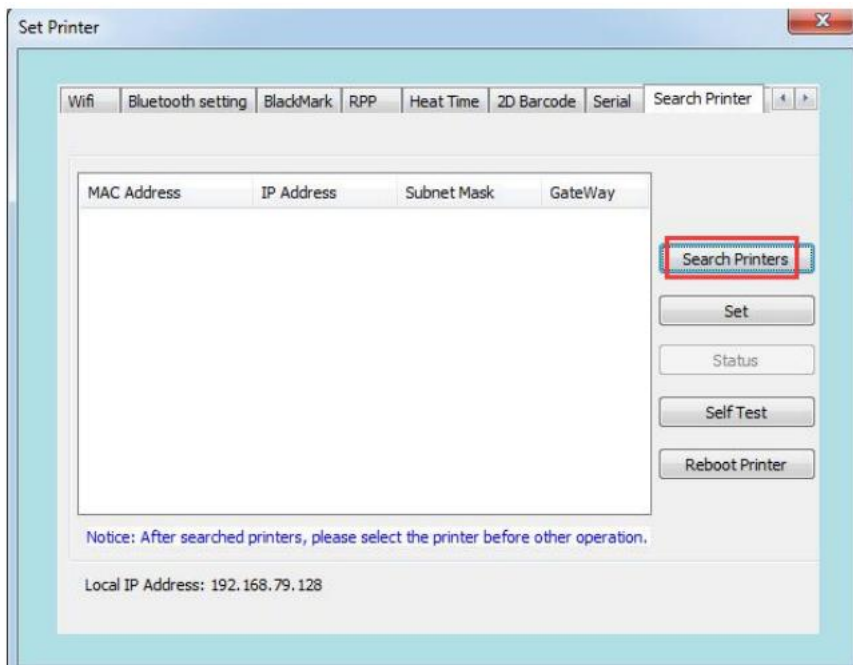 Set Printer
Wifi Bluetooth setting BlackMark RPP Heat Time 2D Barcode Serial Search Printer
MAC Address IP Address Subnet Mask GateWay
Search Printers
Set
Status
Self Test
Reboot Printer
Notice: After searched printers, please select the printer before other operation.
Local IP Address: 192.168.79.128